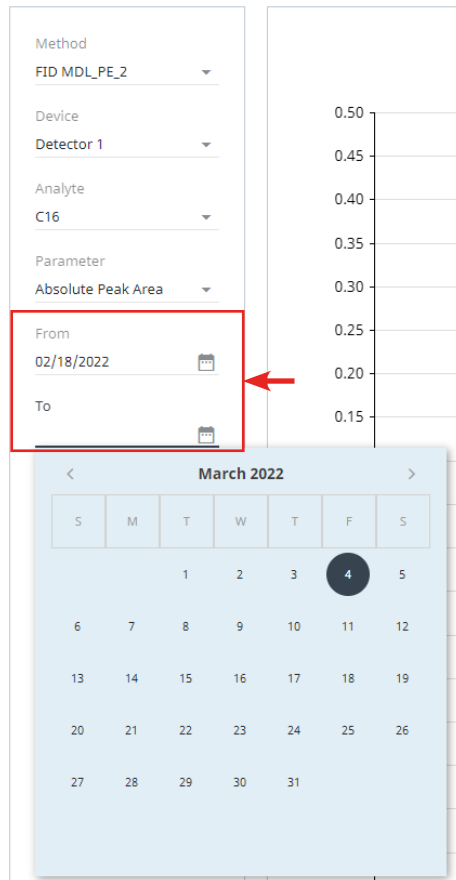 Method
FID MDL_PE_2
Device
Detector 1
Analyte
C16
Parameter
Absolute Peak Area
From
02/18/2022
To
0.50
0.45
0.40
0.35
0.30
0.25
0.20
0.15
< March 2022 >
S M T W T F S
1 2 3 4 5
6 7 8 9 10 11 12
13 14 15 16 17 18 19
20 21 22 23 24 25 26
27 28 29 30 31